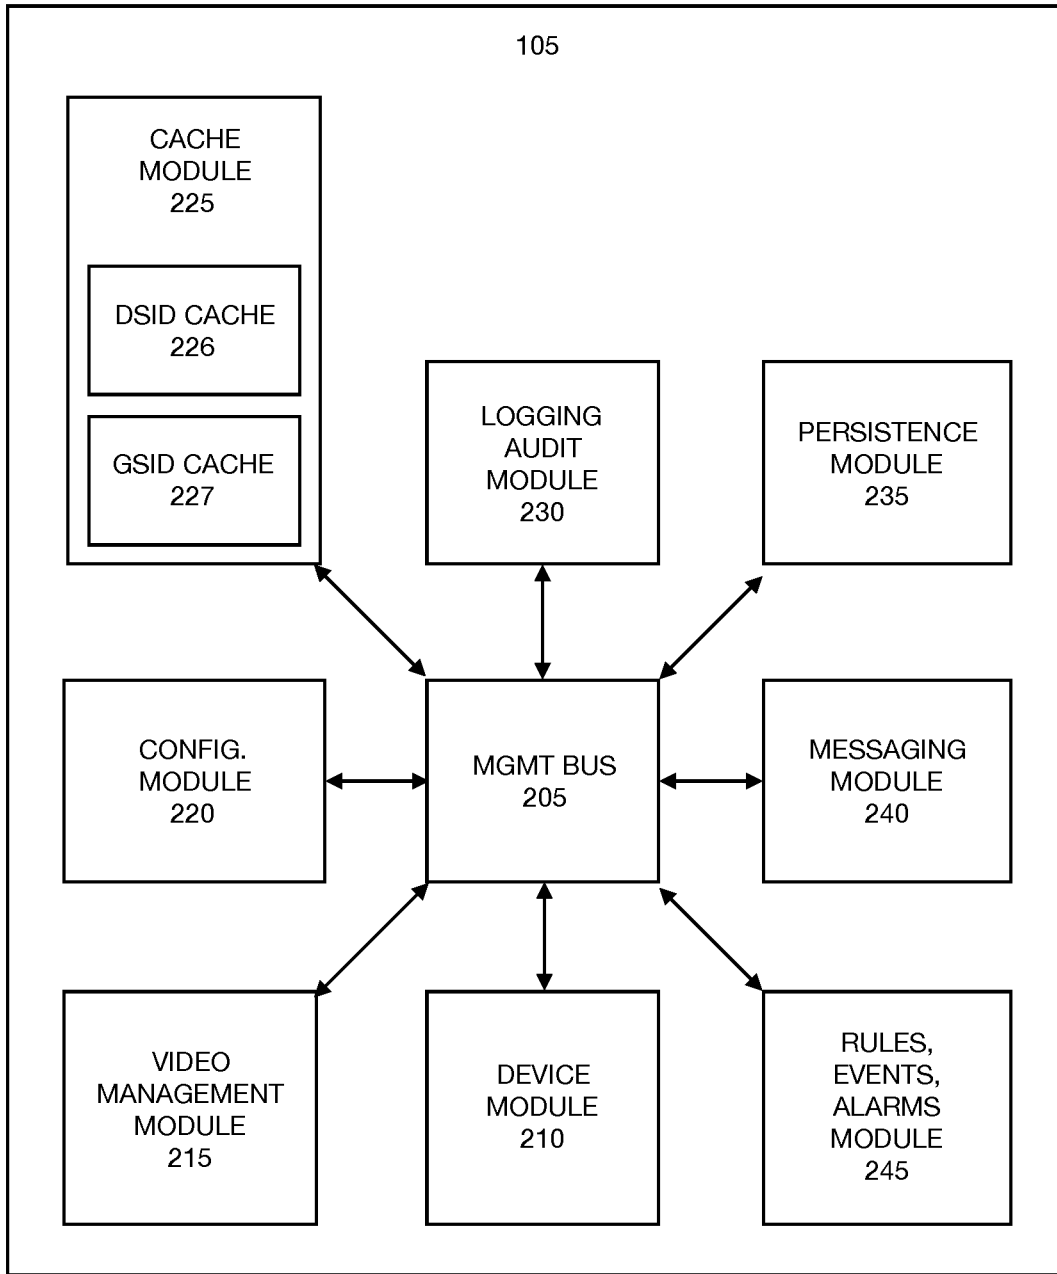 105
CACHE
MODULE
225
DSID CACHE
226
GSID CACHE
227
LOGGING
AUDIT
MODULE
230
PERSISTENCE
MODULE
235
CONFIG.
MODULE
220
MGMT BUS
205
MESSAGING
MODULE
240
VIDEO
MANAGEMENT
MODULE
215
DEVICE
MODULE
210
RULES,
EVENTS,
ALARMS
MODULE
245